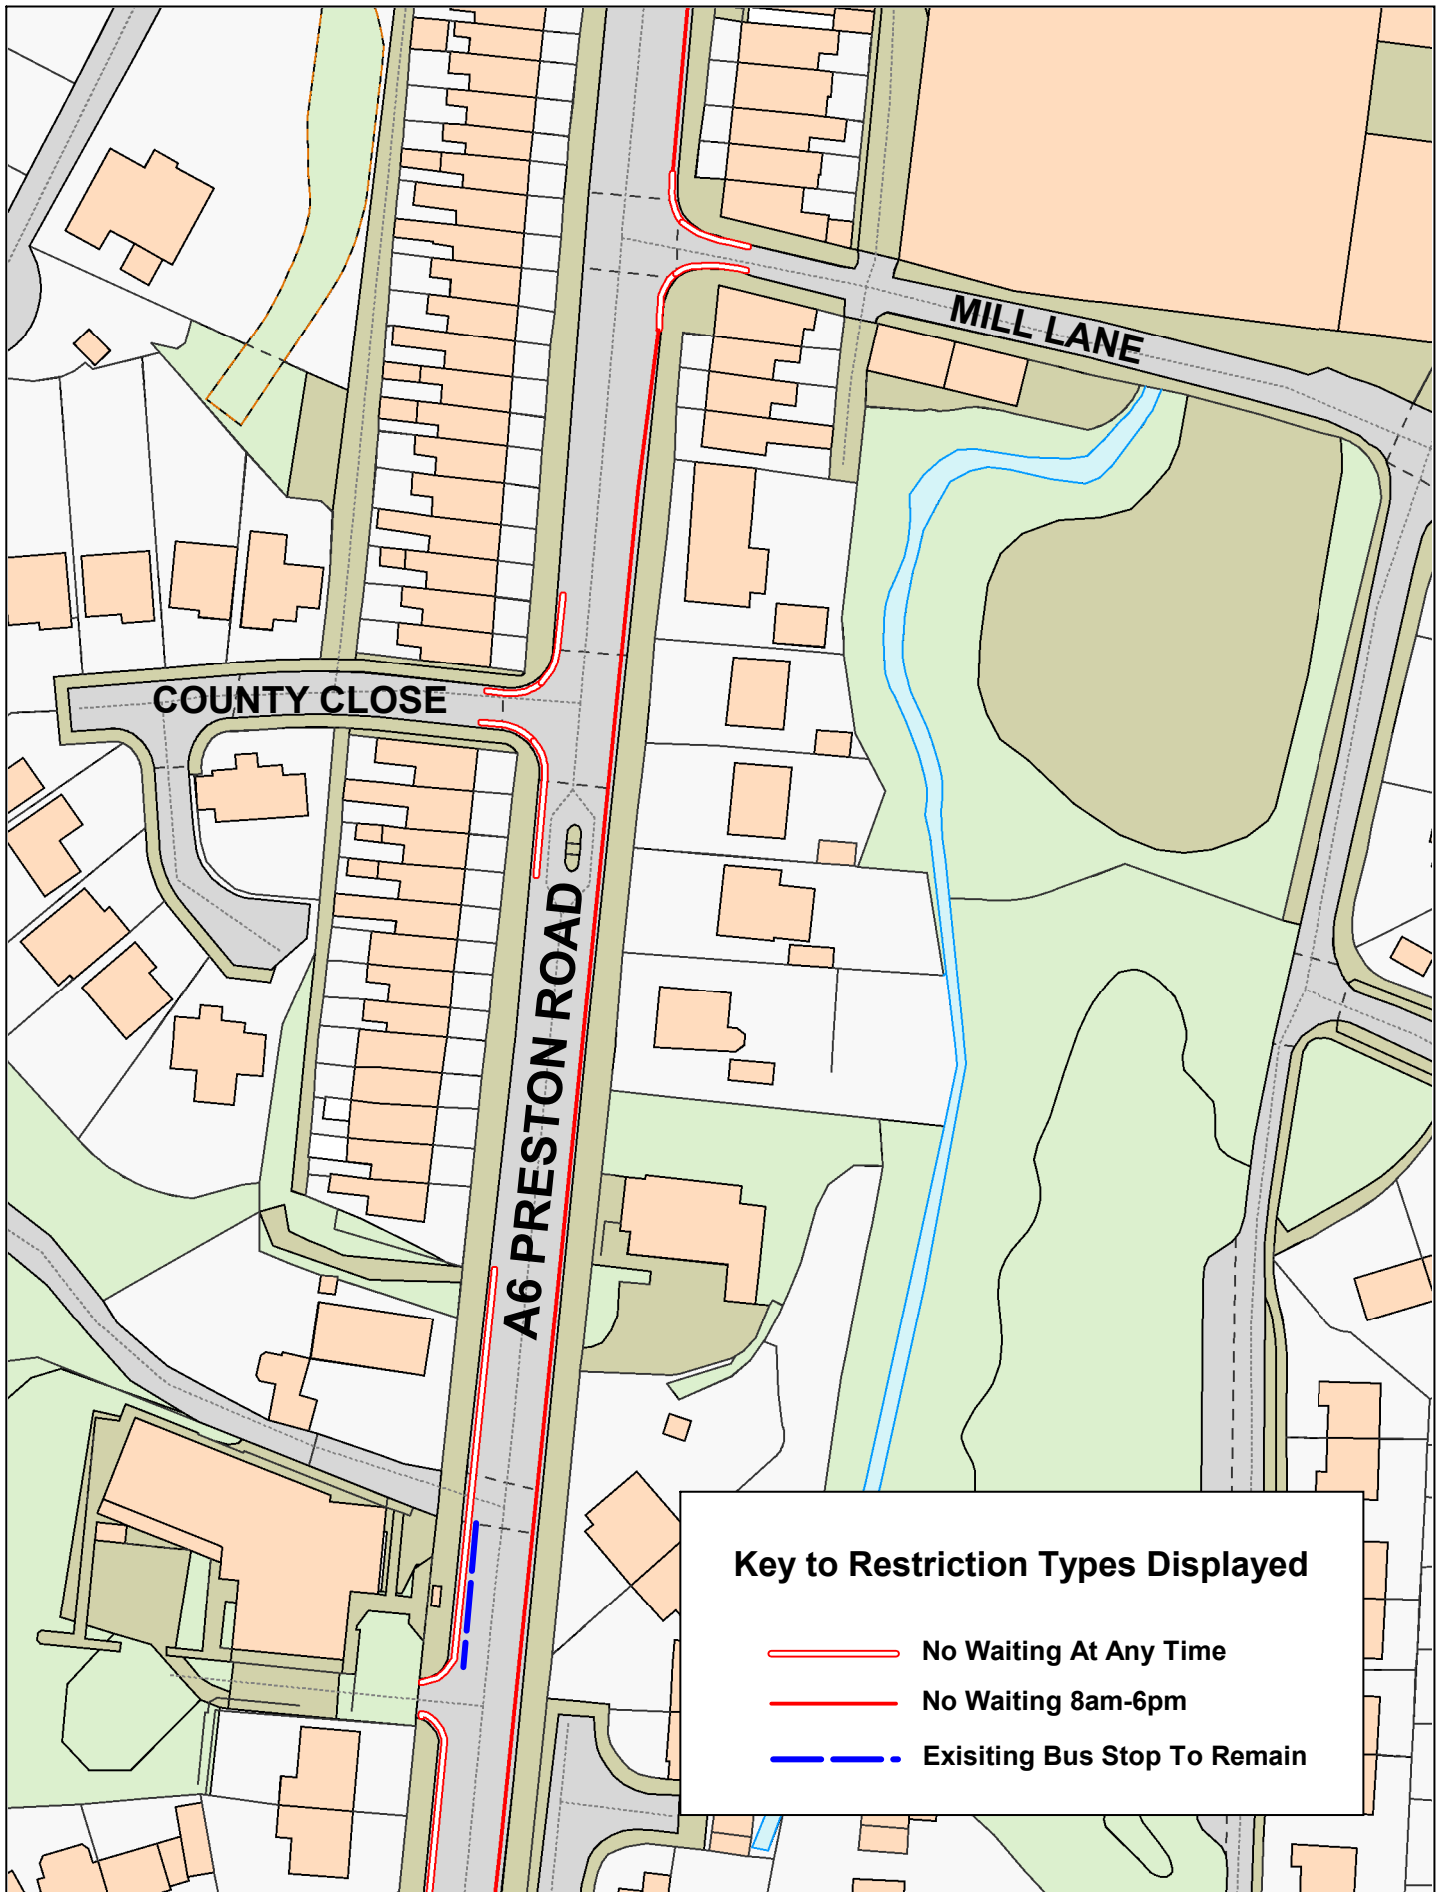 MILL LANE
COUNTY CLOSE
A6 PRESTON ROAD
Key to Restriction Types Displayed
No Waiting At Any Time
No Waiting 8am-6pm
Exisiting Bus Stop To Remain